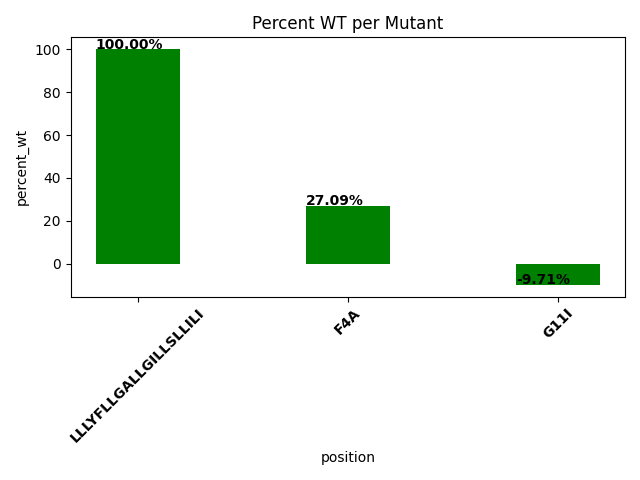 Percent WT per Mutant
percent_wt
100
80
60
40
20
0
100.00%
27.09%
-9.71%
LLLYFLLGALLGILLSLLILI
F4A
G11I
position